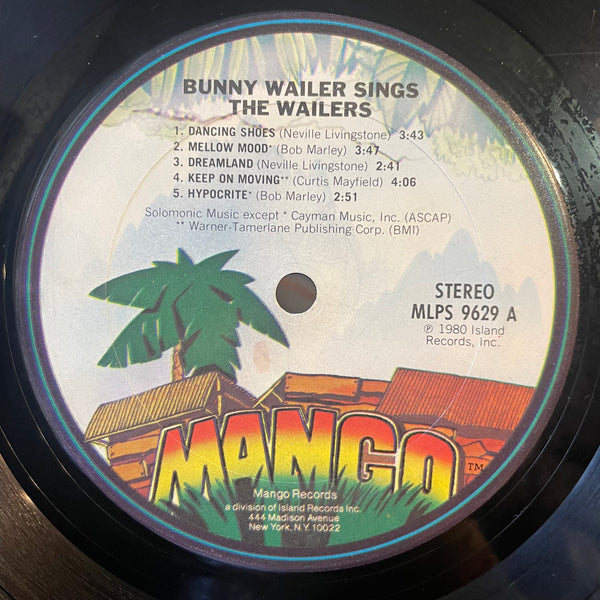 BUNNY WAILER SINGS
THE WAILERS
1. DANCING SHOES (Neville Livingstone) 3:43
2. MELLOW MOOD* (Bob Marley) 3:47
3. DREAMLAND (Neville Livingstone) 2:41
4. KEEP ON MOVING** (Curtis Mayfield) 4:06
5. HYPOCRITE* (Bob Marley) 2:51
Solomonic Music except * Cayman Music, Inc. (ASCAP)
** Warner-Tamerlane Publishing Corp. (BMI)
STEREO
MLPS 9629 A
℗ 1980 Island
Records, Inc.
MANGO TM
Mango Records
a division of Island Records Inc.
444 Madison Avenue
New York, N.Y. 10022